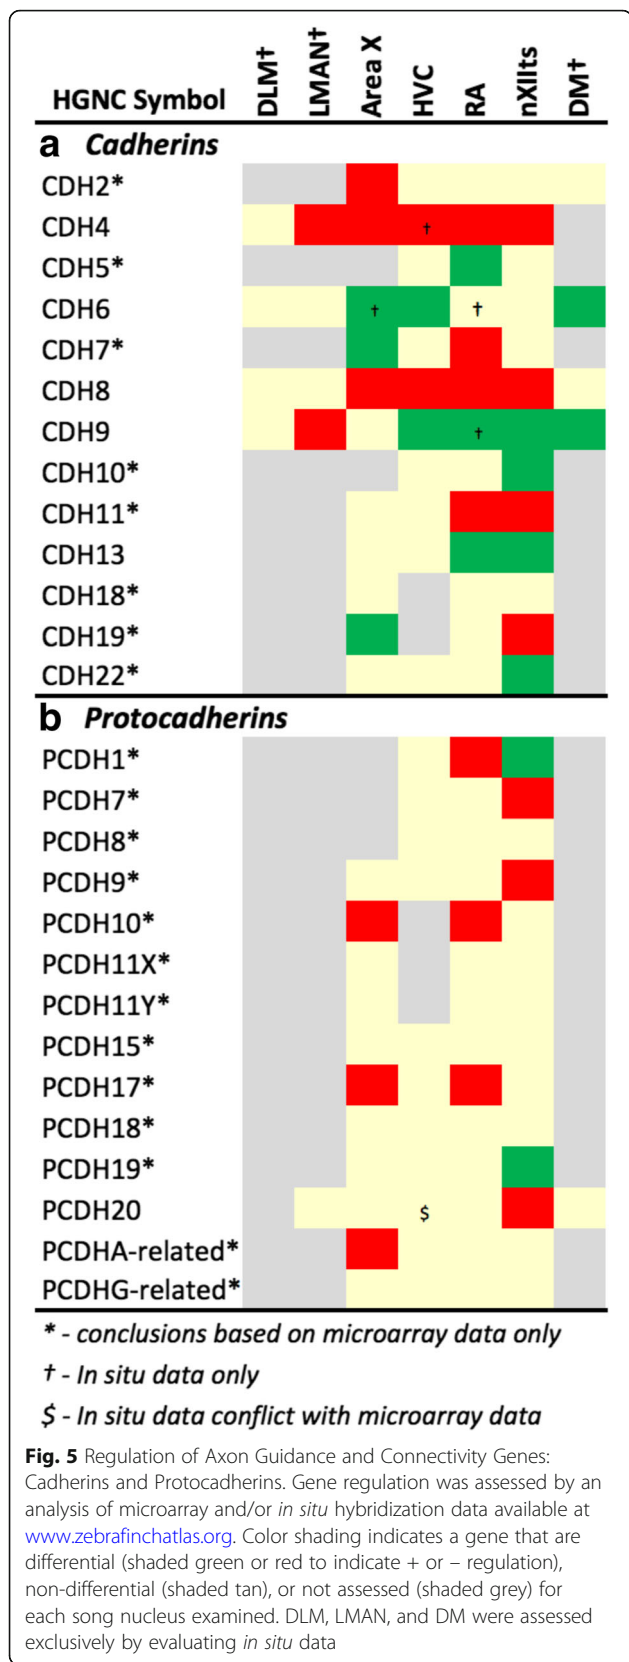 HGNC Symbol DLM† LMAN† Area X HVC RA nXIIts DM†
a Cadherins
CDH2*
CDH4 †
CDH5*
CDH6 † †
CDH7*
CDH8
CDH9 †
CDH10*
CDH11*
CDH13
CDH18*
CDH19*
CDH22*
b Protocadherins
PCDH1*
PCDH7*
PCDH8*
PCDH9*
PCDH10*
PCDH11X*
PCDH11Y*
PCDH15*
PCDH17*
PCDH18*
PCDH19*
PCDH20 $
PCDHA-related*
PCDHG-related*
* - conclusions based on microarray data only
† - In situ data only
$ - In situ data conflict with microarray data
Fig. 5 Regulation of Axon Guidance and Connectivity Genes:
Cadherins and Protocadherins. Gene regulation was assessed by an
analysis of microarray and/or in situ hybridization data available at
www.zebrafinchatlas.org. Color shading indicates a gene that are
differential (shaded green or red to indicate + or – regulation),
non-differential (shaded tan), or not assessed (shaded grey) for
each song nucleus examined. DLM, LMAN, and DM were assessed
exclusively by evaluating in situ data